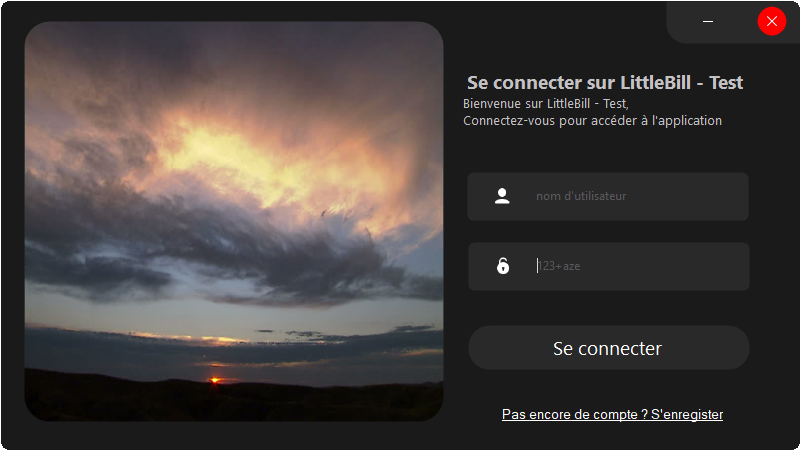 Se connecter sur LittleBill - Test
Bienvenue sur LittleBill - Test,
Connectez-vous pour accéder à l'application
nom d'utilisateur
123+aze
Se connecter
Pas encore de compte ? S'enregister